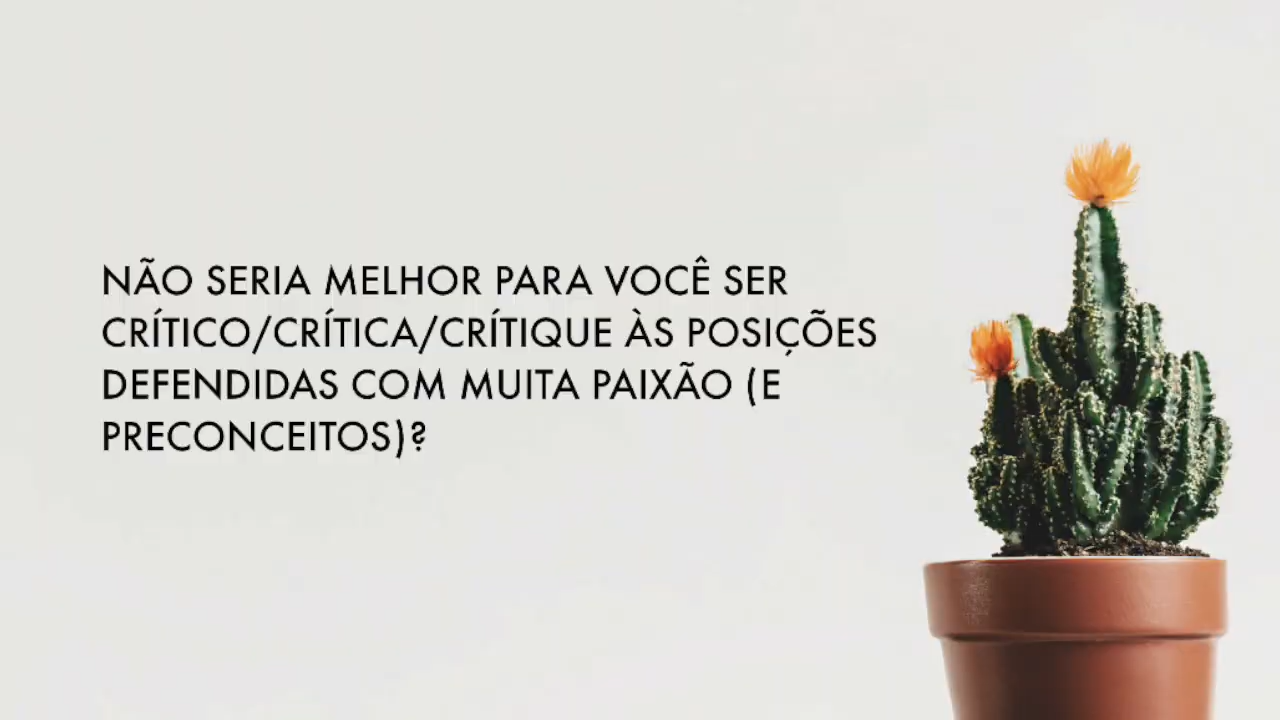 NÃO SERIA MELHOR PARA VOCÊ SER
CRÍTICO/CRÍTICA/CRÍTIQUE ÀS POSIÇÕES
DEFENDIDAS COM MUITA PAIXÃO (E
PRECONCEITOS)?